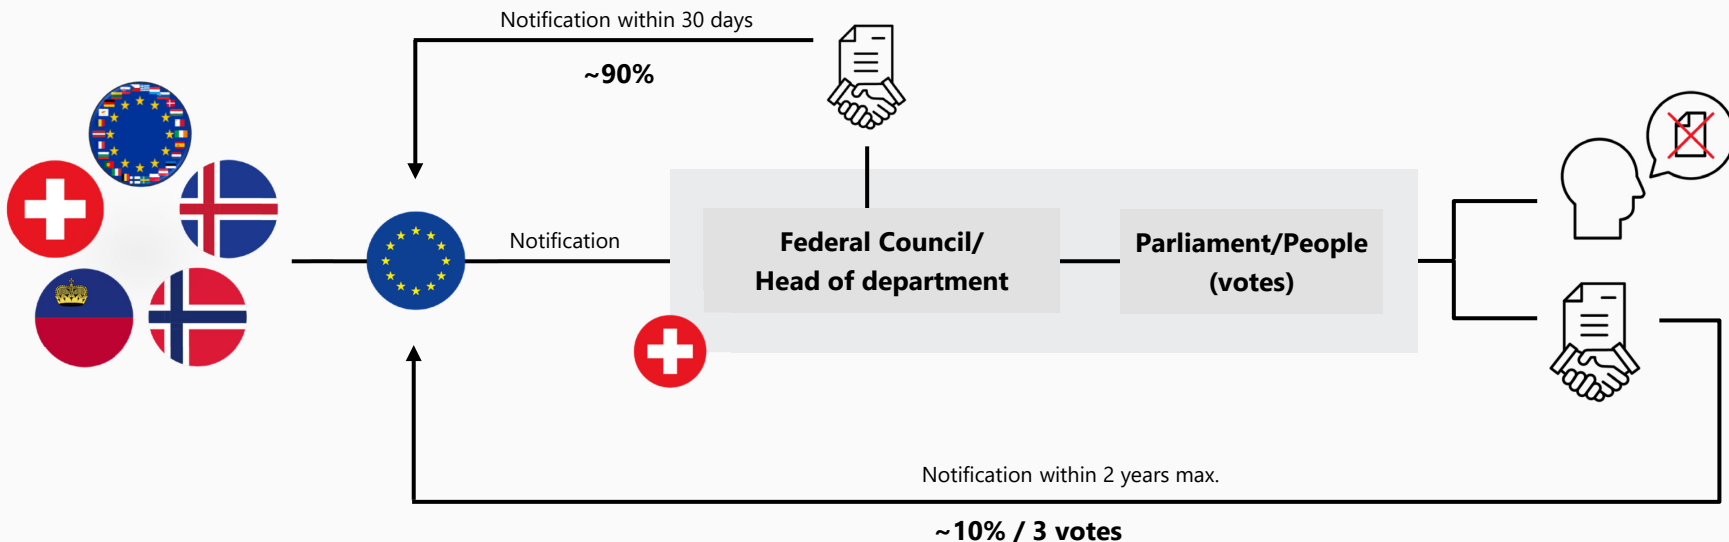 Notification within 30 days
~90%
Notification
Federal Council/
Head of department
Parliament/People
(votes)
Notification within 2 years max.
~10% / 3 votes